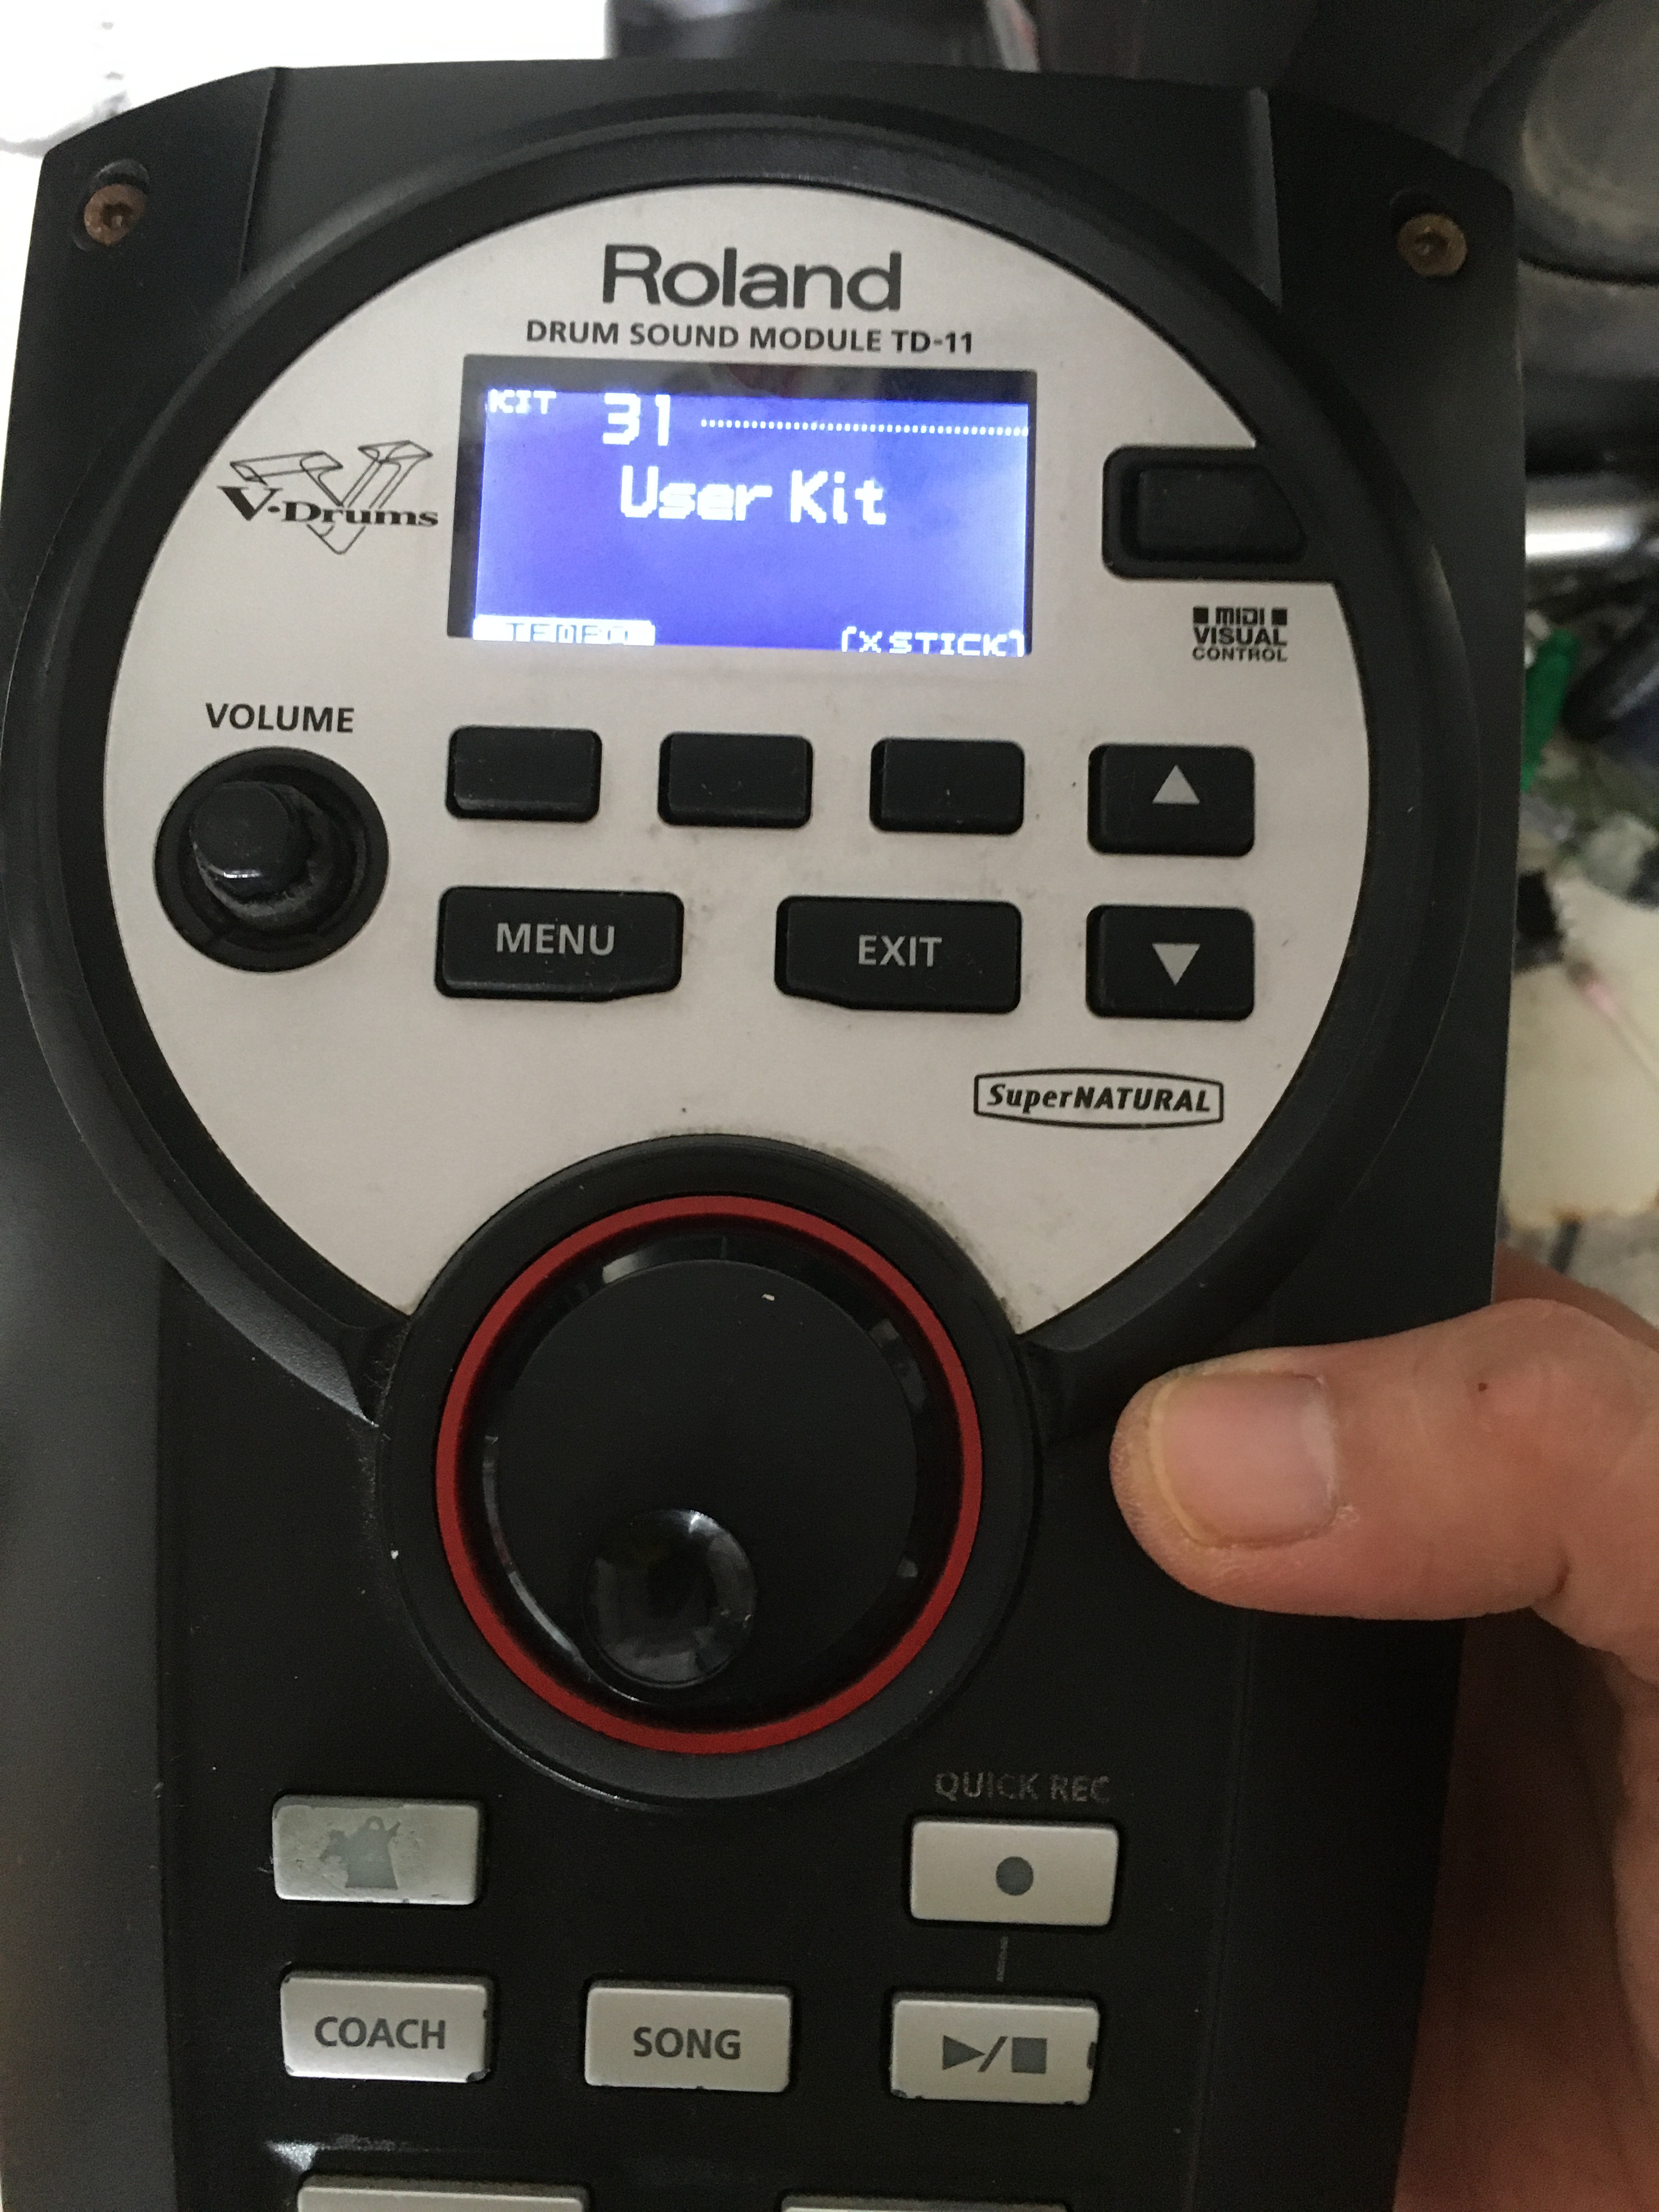 Roland
DRUM SOUND MODULE TD-11
KIT 31
User Kit
TEMPO [XSTICK]
V-Drums
MIDI
VISUAL
CONTROL
VOLUME
MENU EXIT
SuperNATURAL
QUICK REC
COACH SONG